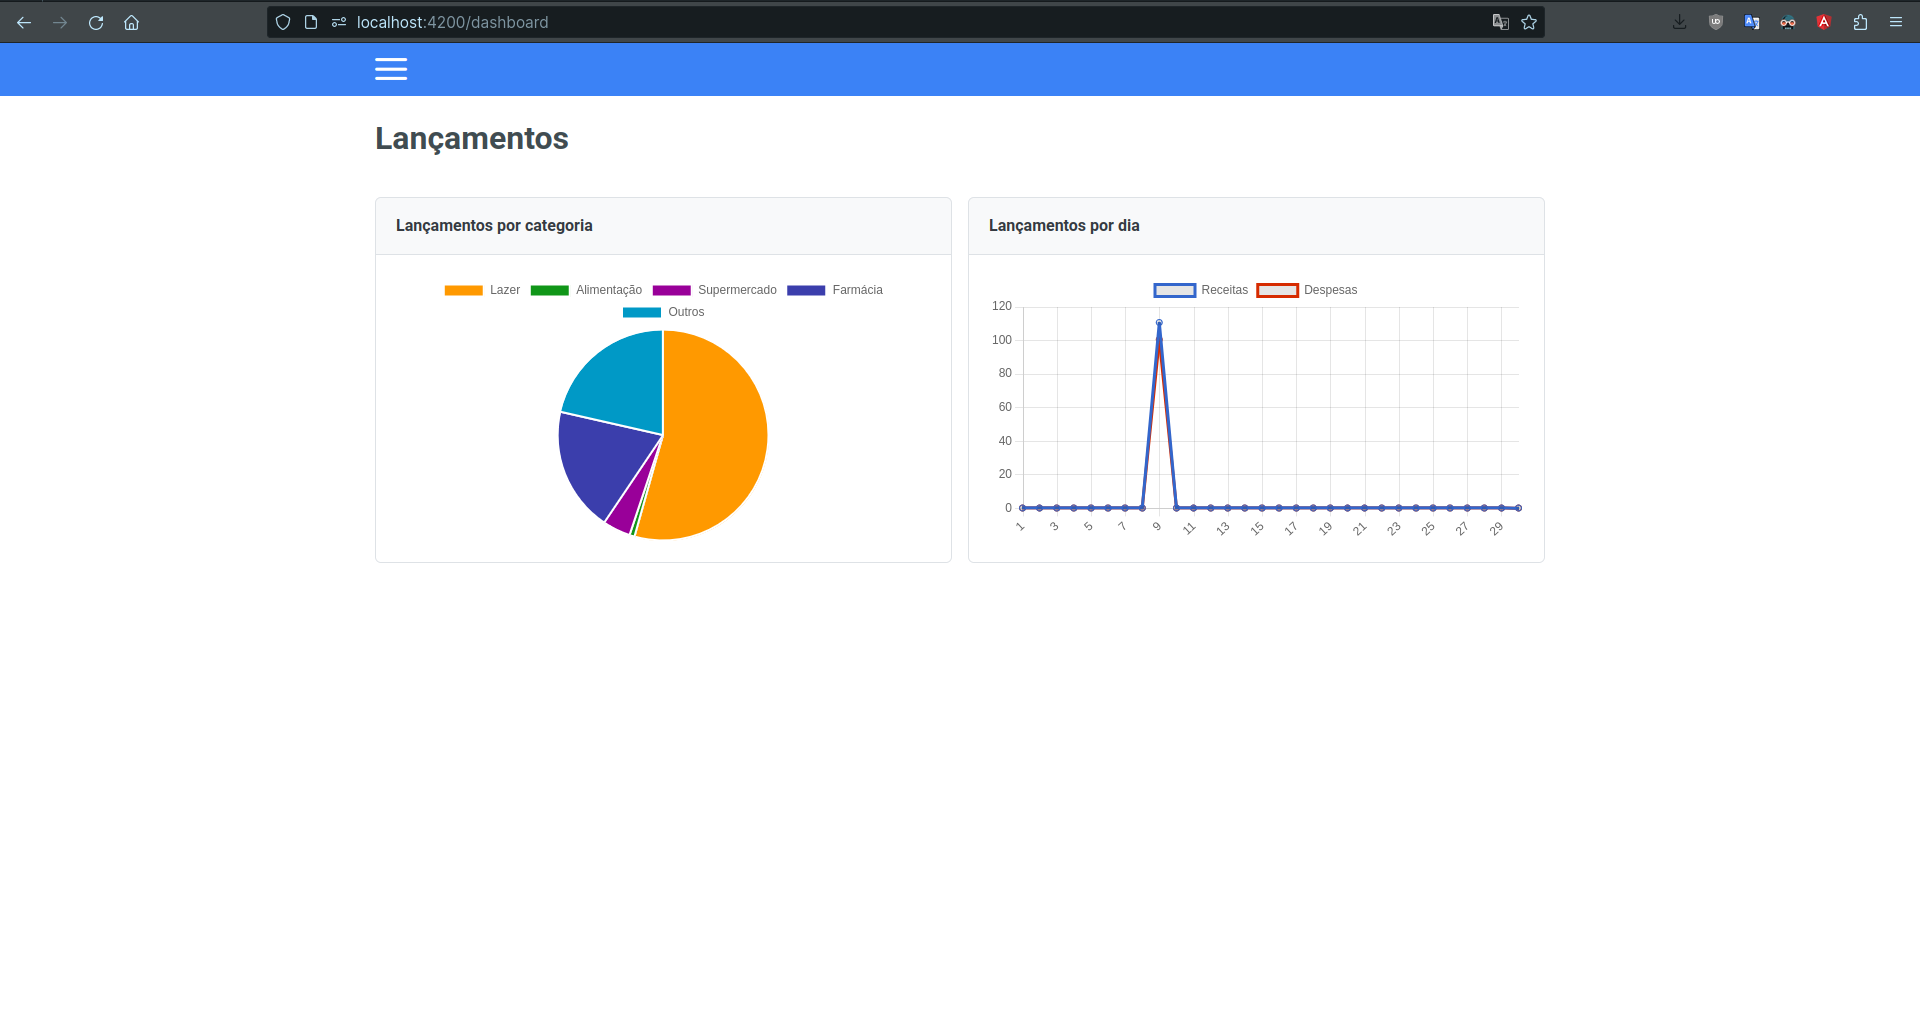 localhost:4200/dashboard
Lançamentos
Lançamentos por categoria
Lazer Alimentação Supermercado Farmácia
Outros
Lançamentos por dia
Receitas Despesas
120
100
80
60
40
20
0
1 3 5 7 9 11 13 15 17 19 21 23 25 27 29